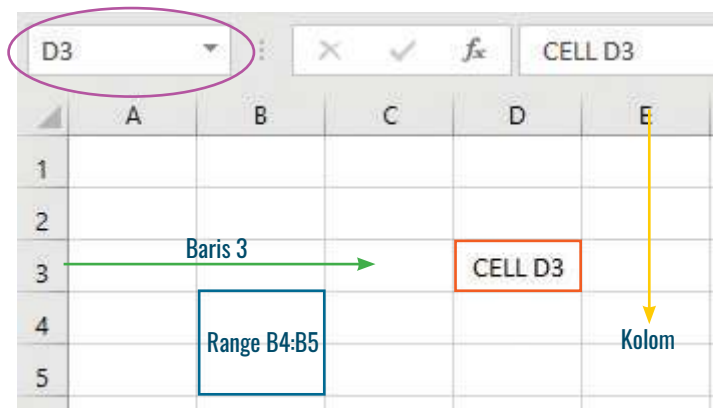 D3 fx CELL D3
A B C D E
1
2
Baris 3
3 CELL D3
4
Range B4:B5 Kolom
5